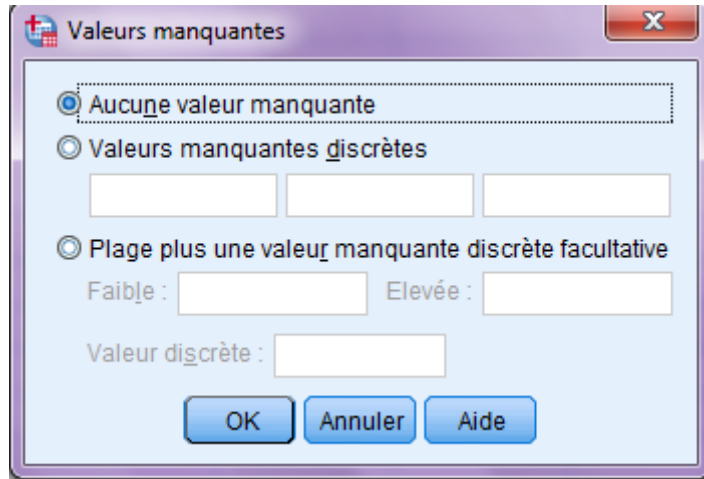 Valeurs manquantes
Aucune valeur manquante
Valeurs manquantes discrètes
Plage plus une valeur manquante discrète facultative
Faible : Elevée :
Valeur discrète :
OK Annuler Aide